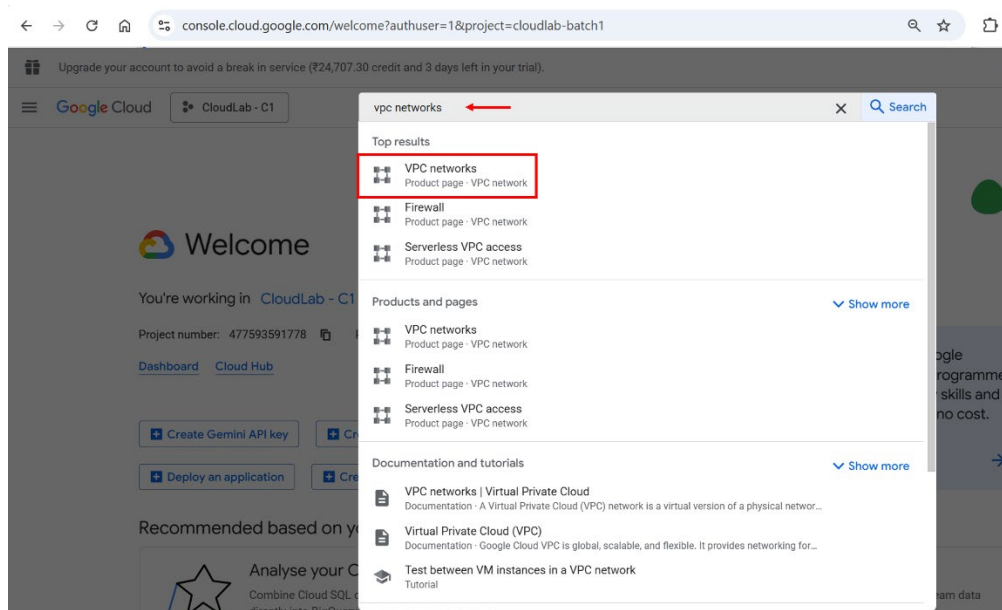 console.cloud.google.com/welcome?authuser=1&project=cloudlab-batch1
Upgrade your account to avoid a break in service (₹24,707.30 credit and 3 days left in your trial).
Google Cloud
CloudLab - C1
vpc networks
Search
Top results
VPC networks
Product page · VPC network
Firewall
Product page · VPC network
Serverless VPC access
Product page · VPC network
Welcome
You're working in CloudLab - C1
Products and pages
Show more
Project number: 477593591778
VPC networks
Product page · VPC network
Dashboard Cloud Hub
Firewall
Product page · VPC network
Serverless VPC access
Product page · VPC network
skills and
no cost.
Create Gemini API key
Documentation and tutorials
Show more
Deploy an application
VPC networks | Virtual Private Cloud
Documentation · A Virtual Private Cloud (VPC) network is a virtual version of a physical networ...
Recommended based on yo
Virtual Private Cloud (VPC)
Documentation · Google Cloud VPC is global, scalable, and flexible. It provides networking for...
Analyse your C
Test between VM instances in a VPC network
Tutorial
Combine Cloud SQL